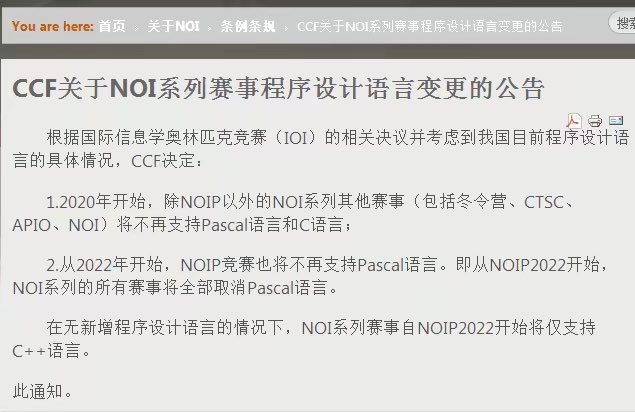 You are here: 首页 › 关于NOI › 条例条规 › CCF关于NOI系列赛事程序设计语言变更的公告
搜索
CCF关于NOI系列赛事程序设计语言变更的公告
根据国际信息学奥林匹克竞赛（IOI）的相关决议并考虑到我国目前程序设计语
言的具体情况，CCF决定：
1.2020年开始，除NOIP以外的NOI系列其他赛事（包括冬令营、CTSC、
APIO、NOI）将不再支持Pascal语言和C语言；
2.从2022年开始，NOIP竞赛也将不再支持Pascal语言。即从NOIP2022开始，
NOI系列的所有赛事将全部取消Pascal语言。
在无新增程序设计语言的情况下，NOI系列赛事自NOIP2022开始将仅支持
C++语言。
此通知。